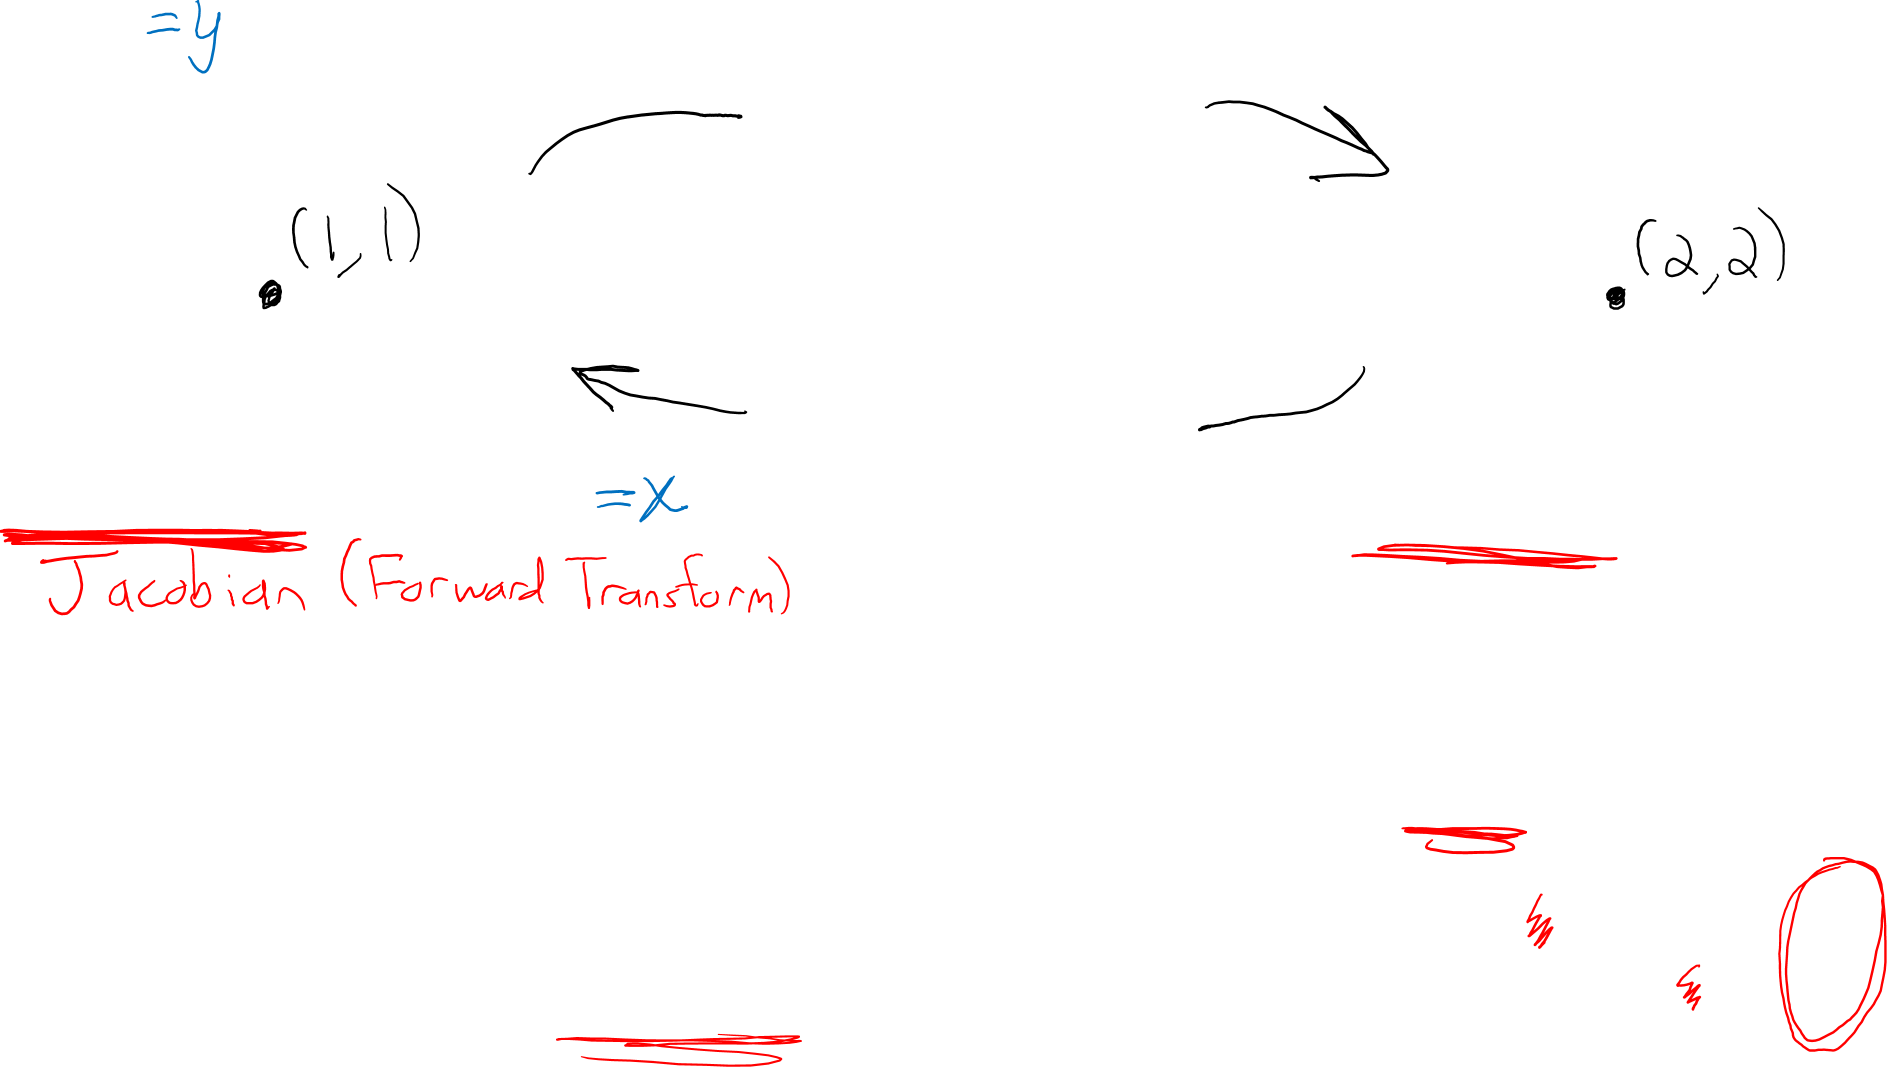 =y
(1,1)
(2,2)
=x
Jacobian (Forward Transform)